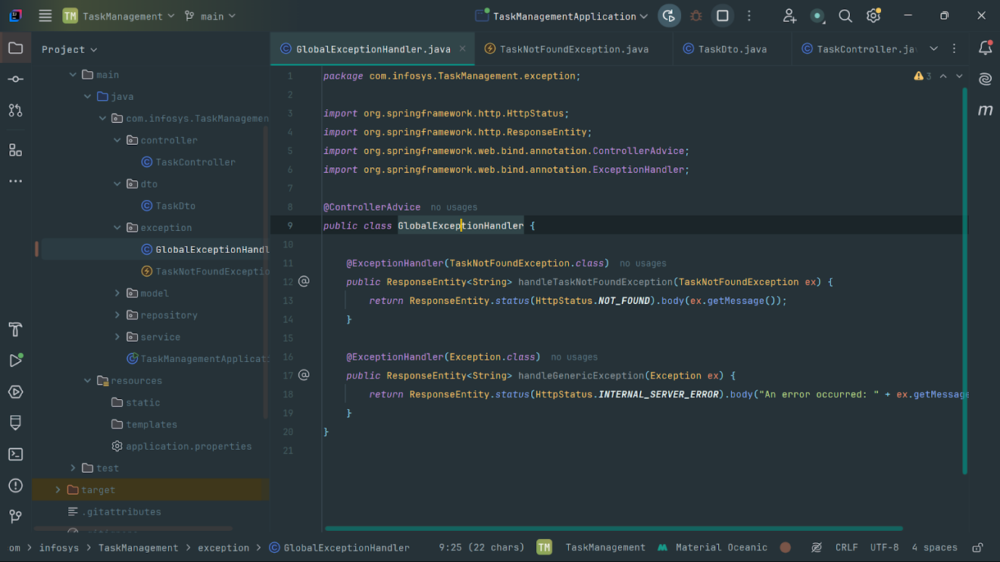 TM TaskManagement main TaskManagementApplication
Project
GlobalExceptionHandler.java TaskNotFoundException.java TaskDto.java TaskController.ja
main
java
com.infosys.TaskManagemen
controller
TaskController
dto
TaskDto
exception
GlobalExceptionHandl
TaskNotFoundExceptio
model
repository
service
TaskManagementApplicati
resources
static
templates
application.properties
test
target
.gitattributes
3
1 package com.infosys.TaskManagement.exception;
2
3 import org.springframework.http.HttpStatus;
4 import org.springframework.http.ResponseEntity;
5 import org.springframework.web.bind.annotation.ControllerAdvice;
6 import org.springframework.web.bind.annotation.ExceptionHandler;
7
8 @ControllerAdvice no usages
9 public class GlobalExceptionHandler {
10
11 @ExceptionHandler(TaskNotFoundException.class) no usages
12 @ public ResponseEntity<String> handleTaskNotFoundException(TaskNotFoundException ex) {
13 return ResponseEntity.status(HttpStatus.NOT_FOUND).body(ex.getMessage());
14 }
15
16 @ExceptionHandler(Exception.class) no usages
17 @ public ResponseEntity<String> handleGenericException(Exception ex) {
18 return ResponseEntity.status(HttpStatus.INTERNAL_SERVER_ERROR).body("An error occurred: " + ex.getMessage
19 }
20 }
21
m
om > infosys > TaskManagement > exception > GlobalExceptionHandler 9:25 (22 chars) TM TaskManagement Material Oceanic CRLF UTF-8 4 spaces